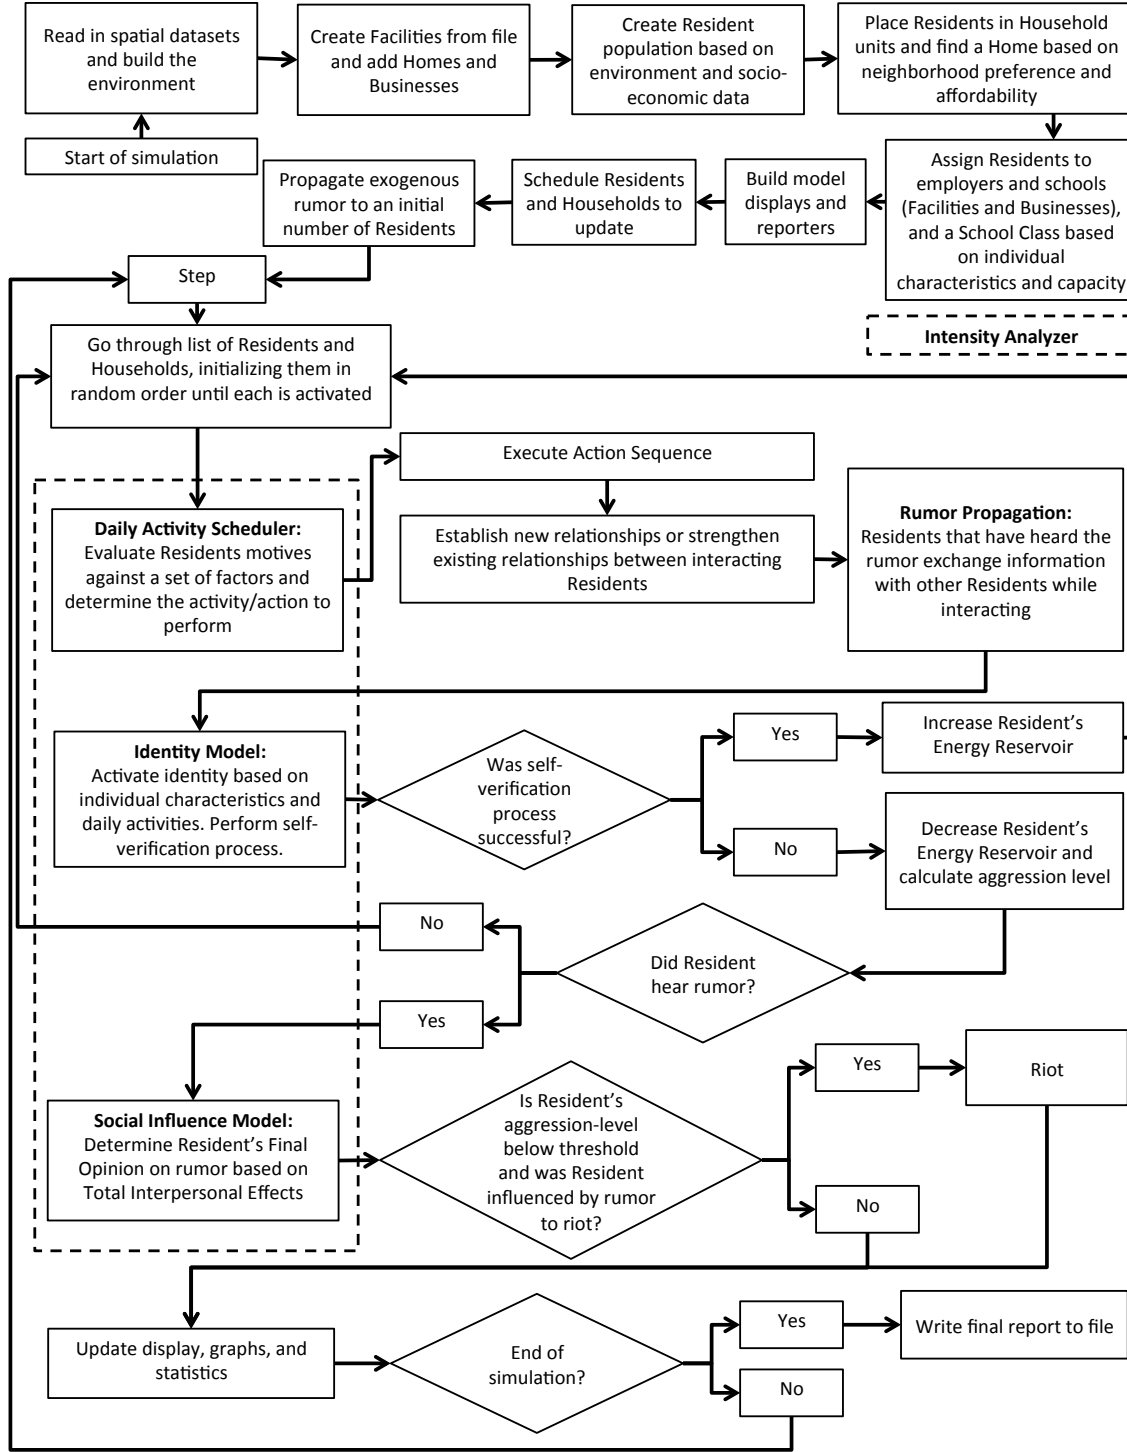 Read in spatial datasets
and build the
environment
Create Facilities from file
and add Homes and
Businesses
Create Resident
population based on
environment and socio-
economic data
Place Residents in Household
units and find a Home based on
neighborhood preference and
affordability
Start of simulation
Propagate exogenous
rumor to an initial
number of Residents
Schedule Residents
and Households to
update
Build model
displays and
reporters
Assign Residents to
employers and schools
(Facilities and Businesses),
and a School Class based
on individual
characteristics and capacity
Step
Intensity Analyzer
Go through list of Residents and
Households, initializing them in
random order until each is activated
Execute Action Sequence
Daily Activity Scheduler:
Evaluate Residents motives
against a set of factors and
determine the activity/action to
perform
Establish new relationships or strengthen
existing relationships between interacting
Residents
Rumor Propagation:
Residents that have heard the
rumor exchange information
with other Residents while
interacting
Identity Model:
Activate identity based on
individual characteristics and
daily activities. Perform self-
verification process.
Was self-
verification
process
successful?
Yes
Increase Resident's
Energy Reservoir
No
Decrease Resident's
Energy Reservoir and
calculate aggression level
Did Resident
hear rumor?
No
Yes
Social Influence Model:
Determine Resident's Final
Opinion on rumor based on
Total Interpersonal Effects
Is Resident's
aggression-level
below threshold
and was Resident
influenced by rumor
to riot?
Yes
Riot
No
Update display, graphs, and
statistics
End of
simulation?
Yes
Write final report to file
No